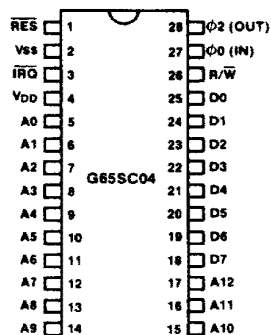 R̅E̅S̅ 1 28 ϕ2 (OUT)
Vss 2 27 ϕ0 (IN)
I̅R̅Q̅ 3 26 R/W̅
VDD 4 25 D0
A0 5 24 D1
A1 6 23 D2
A2 7 22 D3
G65SC04
A3 8 21 D4
A4 9 20 D5
A5 10 19 D6
A6 11 18 D7
A7 12 17 A12
A8 13 16 A11
A9 14 15 A10